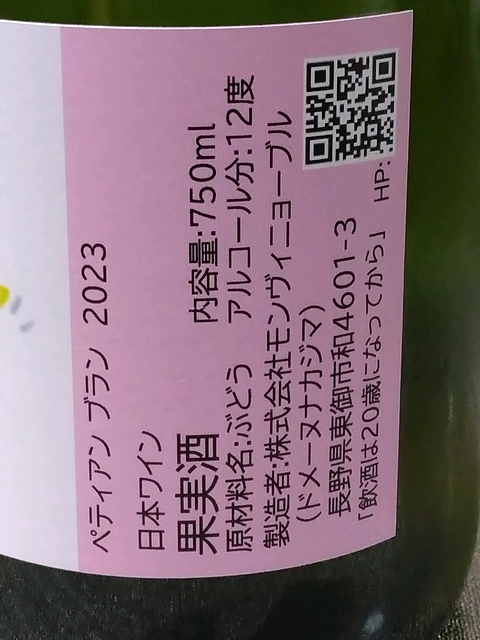 ペティアン ブラン 2023
日本ワイン
果実酒 内容量:750ml
原材料名:ぶどう アルコール分:12度
製造者:株式会社モンヴィニョーブル
(ドメーヌナカジマ)
長野県東御市和4601-3
「飲酒は20歳になってから」 HP: